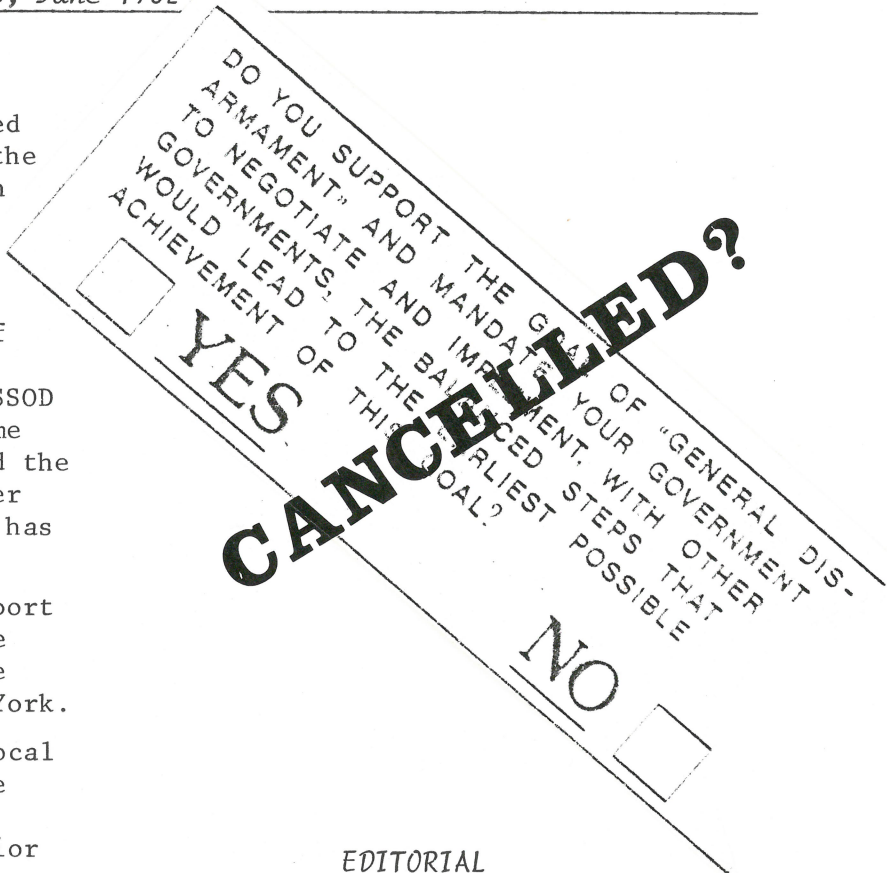 June 1982
ed
the
n
f
SSOD
ne
d the
er
has
port
e
e
York.
ocal
e
ior
DO YOU SUPPORT THE GOAL OF "GENERAL DIS-
ARMAMENT" AND MANDATE YOUR GOVERNMENT
TO NEGOTIATE AND IMPLEMENT, WITH OTHER
GOVERNMENTS, THE BALANCED STEPS THAT
WOULD LEAD TO THE EARLIEST POSSIBLE
ACHIEVEMENT OF THIS GOAL?
YES
NO
CANCELLED?
EDITORIAL